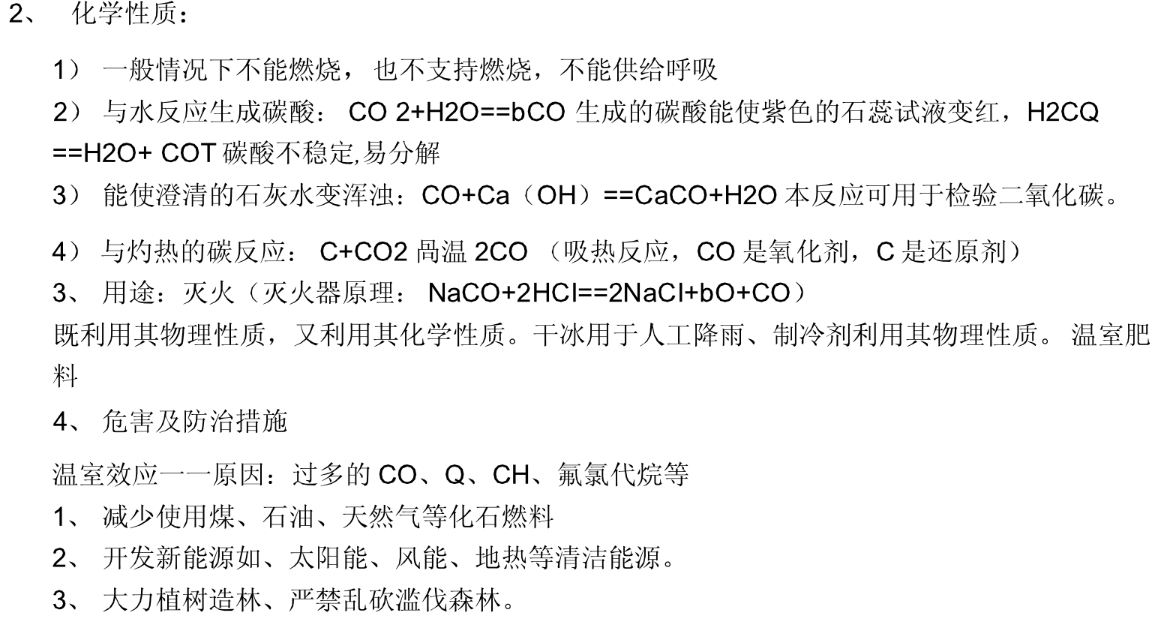 2、 化学性质：
1） 一般情况下不能燃烧， 也不支持燃烧，不能供给呼吸
2） 与水反应生成碳酸： CO 2+H2O==bCO 生成的碳酸能使紫色的石蕊试液变红，H2CQ
==H2O+ COT 碳酸不稳定,易分解
3） 能使澄清的石灰水变浑浊：CO+Ca（OH）==CaCO+H2O 本反应可用于检验二氧化碳。
4） 与灼热的碳反应： C+CO2 咼温 2CO （吸热反应，CO 是氧化剂，C 是还原剂）
3、 用途：灭火（灭火器原理： NaCO+2HCl==2NaCl+bO+CO）
既利用其物理性质，又利用其化学性质。干冰用于人工降雨、制冷剂利用其物理性质。 温室肥
料
4、 危害及防治措施
温室效应一一原因：过多的 CO、Q、CH、氟氯代烷等
1、 减少使用煤、石油、天然气等化石燃料
2、 开发新能源如、太阳能、风能、地热等清洁能源。
3、 大力植树造林、严禁乱砍滥伐森林。